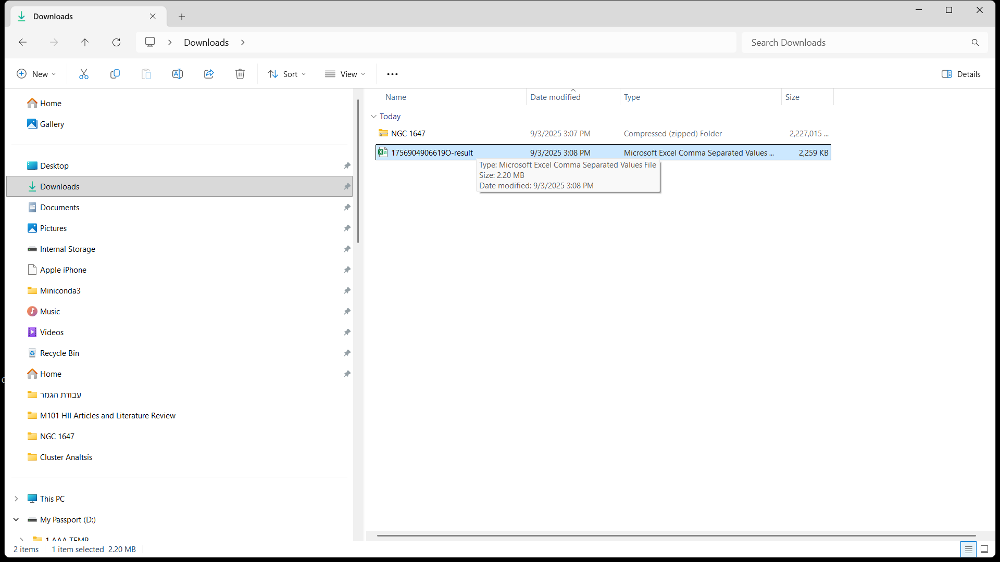 Downloads
Downloads
Search Downloads
New
Sort
View
Details
Home
Gallery
Desktop
Downloads
Documents
Pictures
Internal Storage
Apple iPhone
Miniconda3
Music
Videos
Recycle Bin
Home
עבודת הגמר
M101 HII Articles and Literature Review
NGC 1647
Cluster Analtsis
This PC
My Passport (D:)
1 AAA TEMP
Name Date modified Type Size
Today
NGC 1647 9/3/2025 3:07 PM Compressed (zipped) Folder 2,227,015 ...
1756904906619O-result 9/3/2025 3:08 PM Microsoft Excel Comma Separated Values ... 2,259 KB
Type: Microsoft Excel Comma Separated Values File
Size: 2.20 MB
Date modified: 9/3/2025 3:08 PM
2 items 1 item selected 2.20 MB